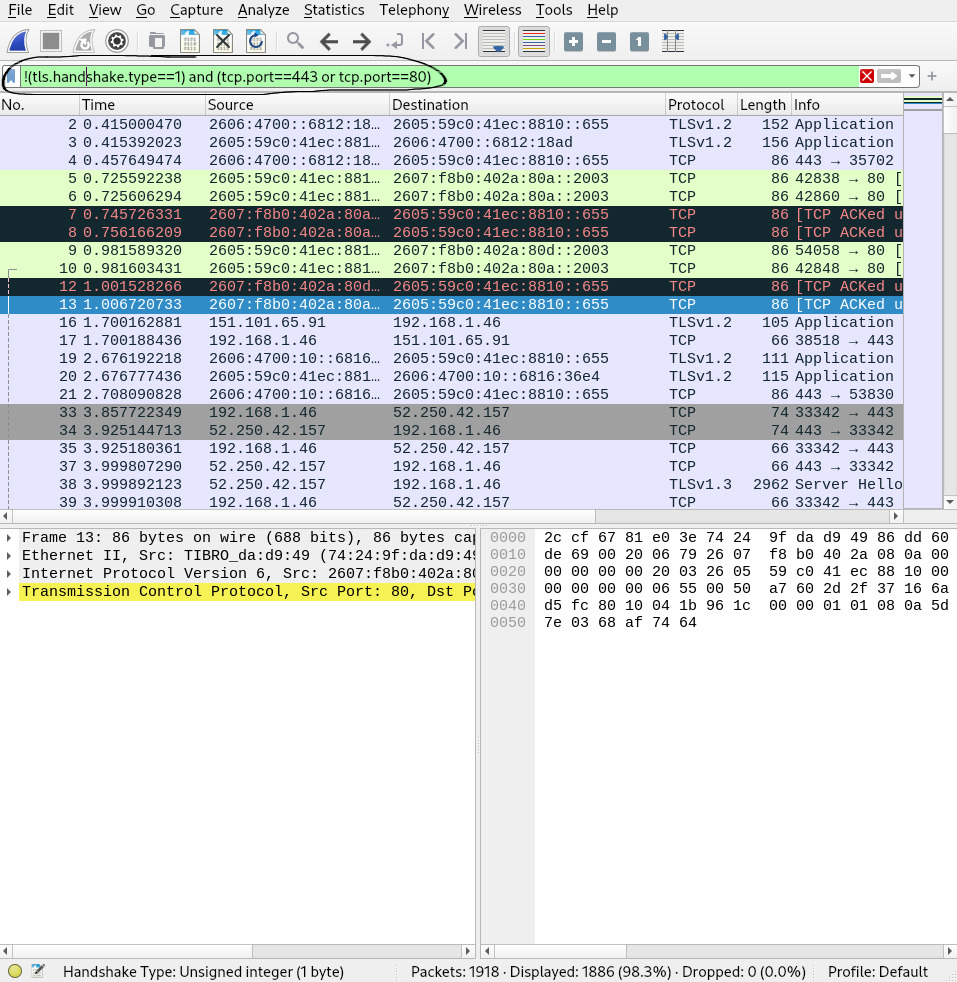 File Edit View Go Capture Analyze Statistics Telephony Wireless Tools Help
!(tls.handshake.type==1) and (tcp.port==443 or tcp.port==80)
No. Time Source Destination Protocol Length Info
2 0.415000470 2606:4700::6812:18… 2605:59c0:41ec:8810::655 TLSv1.2 152 Application
3 0.415392023 2605:59c0:41ec:881… 2606:4700::6812:18ad TLSv1.2 156 Application
4 0.457649474 2606:4700::6812:18… 2605:59c0:41ec:8810::655 TCP 86 443 → 35702
5 0.725592238 2605:59c0:41ec:881… 2607:f8b0:402a:80a::2003 TCP 86 42838 → 80 [
6 0.725606294 2605:59c0:41ec:881… 2607:f8b0:402a:80a::2003 TCP 86 42860 → 80 [
7 0.745726331 2607:f8b0:402a:80a… 2605:59c0:41ec:8810::655 TCP 86 [TCP ACKed u
8 0.756166209 2607:f8b0:402a:80a… 2605:59c0:41ec:8810::655 TCP 86 [TCP ACKed u
9 0.981589320 2605:59c0:41ec:881… 2607:f8b0:402a:80d::2003 TCP 86 54058 → 80 [
10 0.981603431 2605:59c0:41ec:881… 2607:f8b0:402a:80a::2003 TCP 86 42848 → 80 [
12 1.001528266 2607:f8b0:402a:80d… 2605:59c0:41ec:8810::655 TCP 86 [TCP ACKed u
13 1.006720733 2607:f8b0:402a:80a… 2605:59c0:41ec:8810::655 TCP 86 [TCP ACKed u
16 1.700162881 151.101.65.91 192.168.1.46 TLSv1.2 105 Application
17 1.700188436 192.168.1.46 151.101.65.91 TCP 66 38518 → 443
19 2.676192218 2606:4700:10::6816… 2605:59c0:41ec:8810::655 TLSv1.2 111 Application
20 2.676777436 2605:59c0:41ec:881… 2606:4700:10::6816:36e4 TLSv1.2 115 Application
21 2.708090828 2606:4700:10::6816… 2605:59c0:41ec:8810::655 TCP 86 443 → 53830
33 3.857722349 192.168.1.46 52.250.42.157 TCP 74 33342 → 443
34 3.925144713 52.250.42.157 192.168.1.46 TCP 74 443 → 33342
35 3.925180361 192.168.1.46 52.250.42.157 TCP 66 33342 → 443
37 3.999807290 52.250.42.157 192.168.1.46 TCP 66 443 → 33342
38 3.999892123 52.250.42.157 192.168.1.46 TLSv1.3 2962 Server Hello
39 3.999910308 192.168.1.46 52.250.42.157 TCP 66 33342 → 443
Frame 13: 86 bytes on wire (688 bits), 86 bytes cap
Ethernet II, Src: TIBRO_da:d9:49 (74:24:9f:da:d9:49
Internet Protocol Version 6, Src: 2607:f8b0:402a:80
Transmission Control Protocol, Src Port: 80, Dst Po
0000 2c cf 67 81 e0 3e 74 24 9f da d9 49 86 dd 60
0010 de 69 00 20 06 79 26 07 f8 b0 40 2a 08 0a 00
0020 00 00 00 00 20 03 26 05 59 c0 41 ec 88 10 00
0030 00 00 00 00 06 55 00 50 a7 60 2d 2f 37 16 6a
0040 d5 fc 80 10 04 1b 96 1c 00 00 01 01 08 0a 5d
0050 7e 03 68 af 74 64
Handshake Type: Unsigned integer (1 byte) Packets: 1918 · Displayed: 1886 (98.3%) · Dropped: 0 (0.0%) Profile: Default